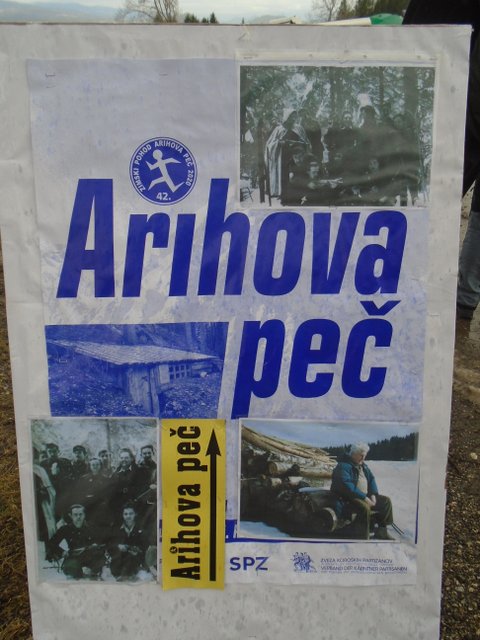 ZIMSKI POHOD ARIHOVA PEČ 2020
42.
Arihova
peč
Arihova peč
SPZ
ZVEZA KOROŠKIH PARTIZANOV
VERBAND DER KÄRNTNER PARTISANEN